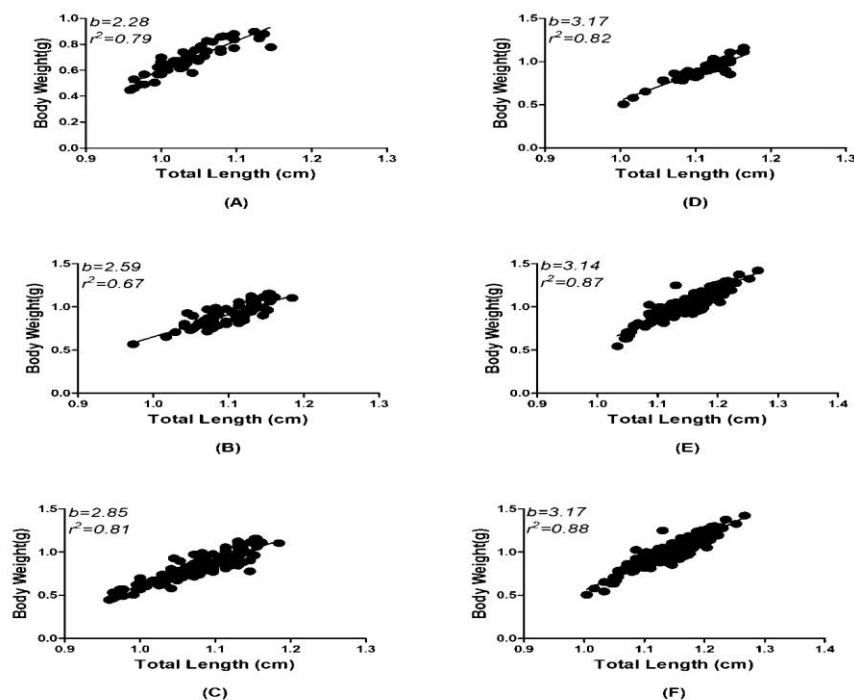 b=2.28
r²=0.79
1.0
0.8
0.6
0.4
0.2
0.0
Body Weight(g)
0.9 1.0 1.1 1.2 1.3
Total Length (cm)
(A)
b=3.17
r²=0.82
1.5
1.0
0.5
0.0
Body Weight(g)
0.9 1.0 1.1 1.2 1.3
Total Length (cm)
(D)
b=2.59
r²=0.67
1.5
1.0
0.5
0.0
Body Weight(g)
0.9 1.0 1.1 1.2 1.3
Total Length (cm)
(B)
b=3.14
r²=0.87
1.5
1.0
0.5
0.0
Body Weight(g)
0.9 1.0 1.1 1.2 1.3 1.4
Total Length (cm)
(E)
b=2.85
r²=0.81
1.5
1.0
0.5
0.0
Body Weight(g)
0.9 1.0 1.1 1.2 1.3
Total Length (cm)
(C)
b=3.17
r²=0.88
1.5
1.0
0.5
0.0
Body Weight(g)
0.9 1.0 1.1 1.2 1.3 1.4
Total Length (cm)
(F)